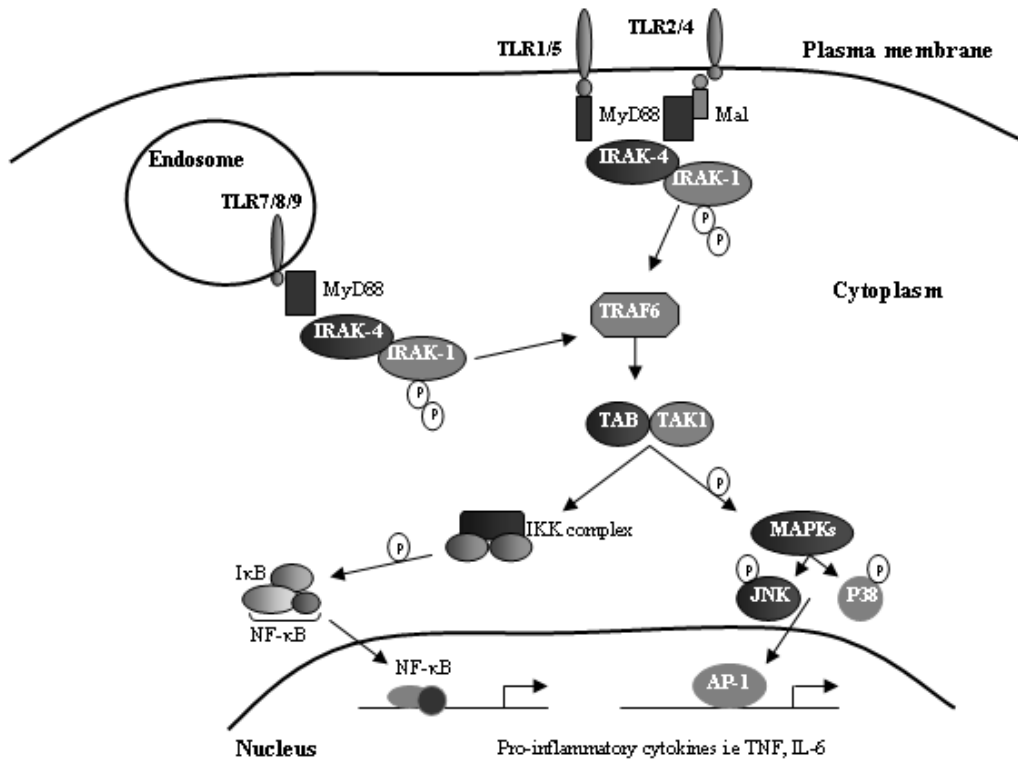 TLR1/5
TLR2/4
Plasma membrane
MyD88
Mal
IRAK-4
IRAK-1
P
P
Endosome
TLR7/8/9
MyD88
IRAK-4
IRAK-1
P
P
Cytoplasm
TRAF6
TAB
TAK1
P
IKK complex
MAPKs
P
P
P
JNK
P38
IκB
NF-κB
NF-κB
AP-1
Nucleus
Pro-inflammatory cytokines i.e TNF, IL-6